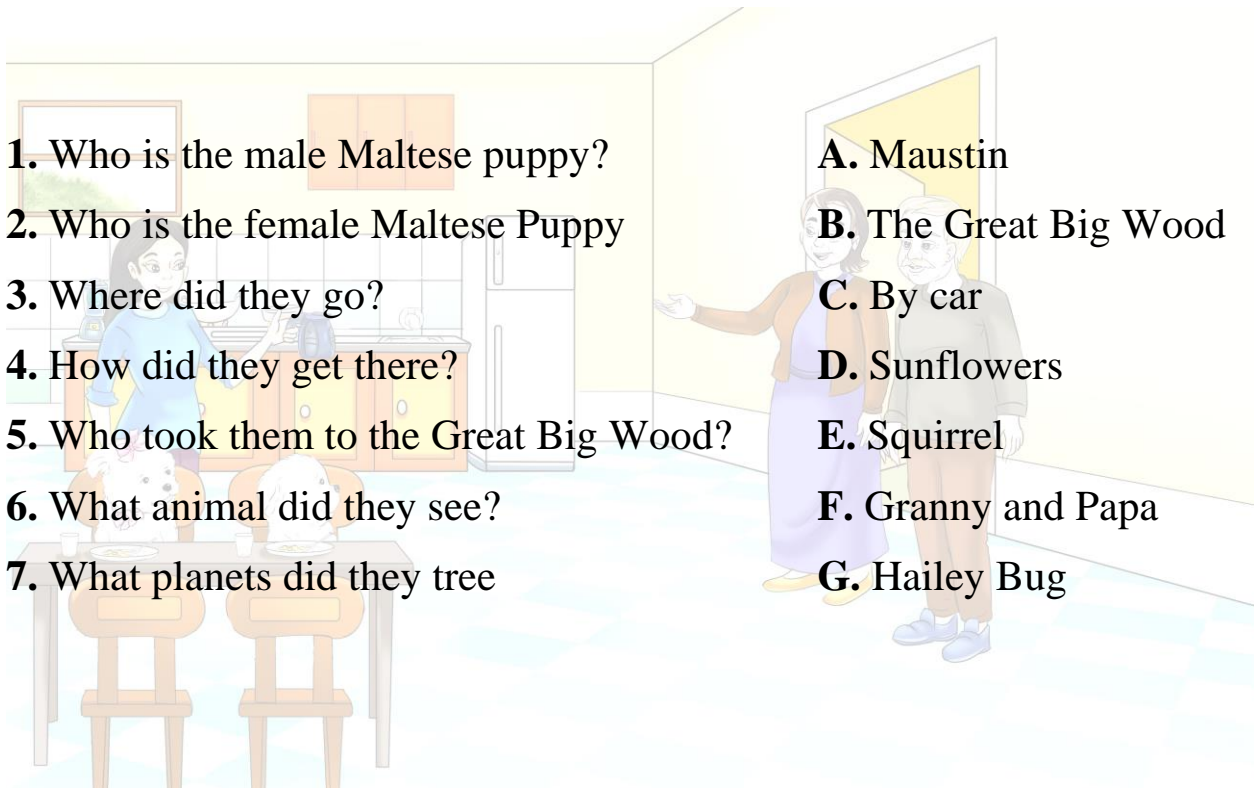 1. Who is the male Maltese puppy? A. Maustin
2. Who is the female Maltese Puppy B. The Great Big Wood
3. Where did they go? C. By car
4. How did they get there? D. Sunflowers
5. Who took them to the Great Big Wood? E. Squirrel
6. What animal did they see? F. Granny and Papa
7. What planets did they tree G. Hailey Bug